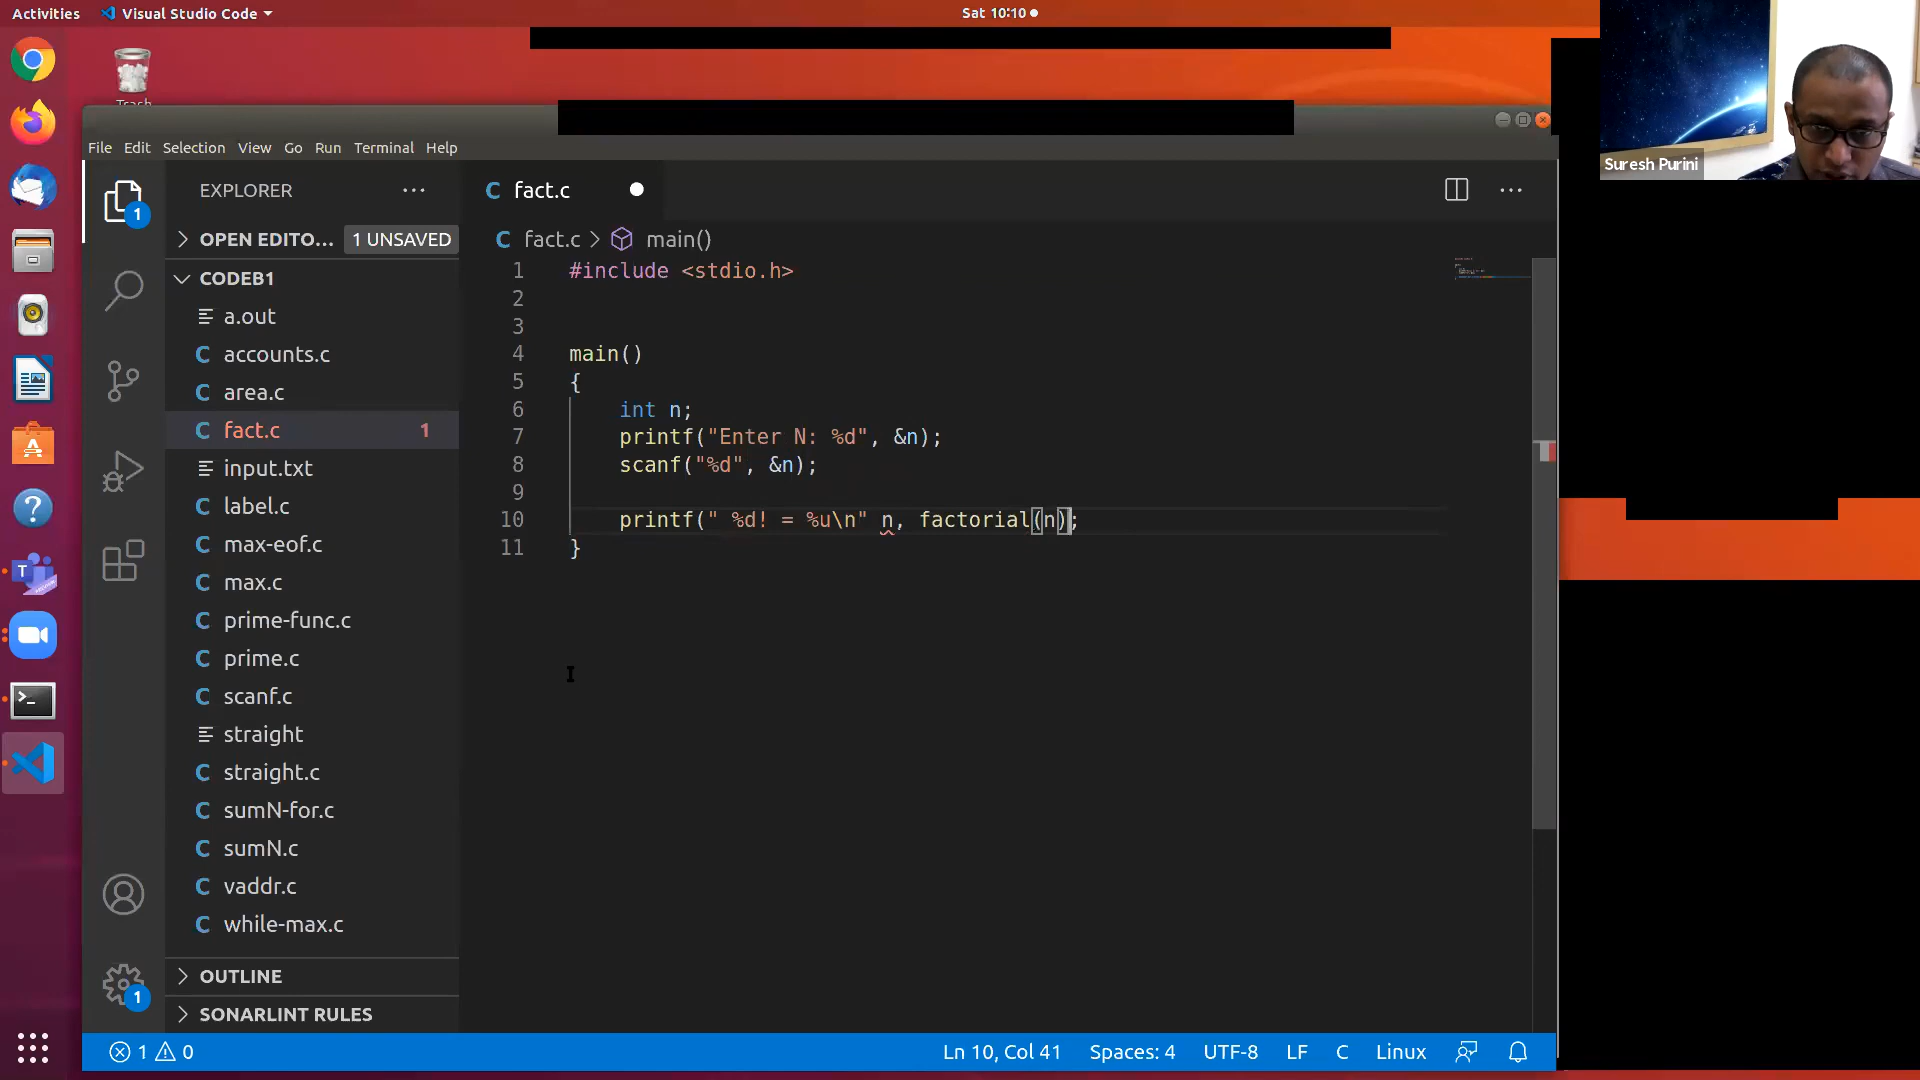 Activities
Visual Studio Code
Sat 10:10
Trash
Suresh Purini
File Edit Selection View Go Run Terminal Help
EXPLORER
OPEN EDITO... 1 UNSAVED
CODEB1
a.out
accounts.c
area.c
fact.c 1
input.txt
label.c
max-eof.c
max.c
prime-func.c
prime.c
scanf.c
straight
straight.c
sumN-for.c
sumN.c
vaddr.c
while-max.c
OUTLINE
SONARLINT RULES
1
1
C fact.c
C fact.c > main()
1 #include <stdio.h>
2
3
4 main()
5 {
6 int n;
7 printf("Enter N: %d", &n);
8 scanf("%d", &n);
9
10 printf(" %d! = %u\n" n, factorial(n);
11 }
1 0
Ln 10, Col 41 Spaces: 4 UTF-8 LF C Linux